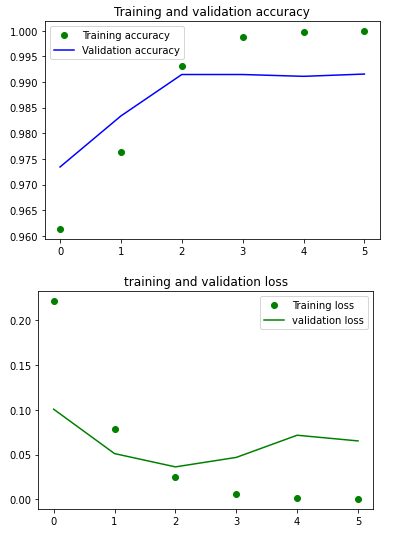 Training and validation accuracy
1.000
0.995
0.990
0.985
0.980
0.975
0.970
0.965
0.960
Training accuracy
Validation accuracy
0 1 2 3 4 5
training and validation loss
0.20
0.15
0.10
0.05
0.00
Training loss
validation loss
0 1 2 3 4 5